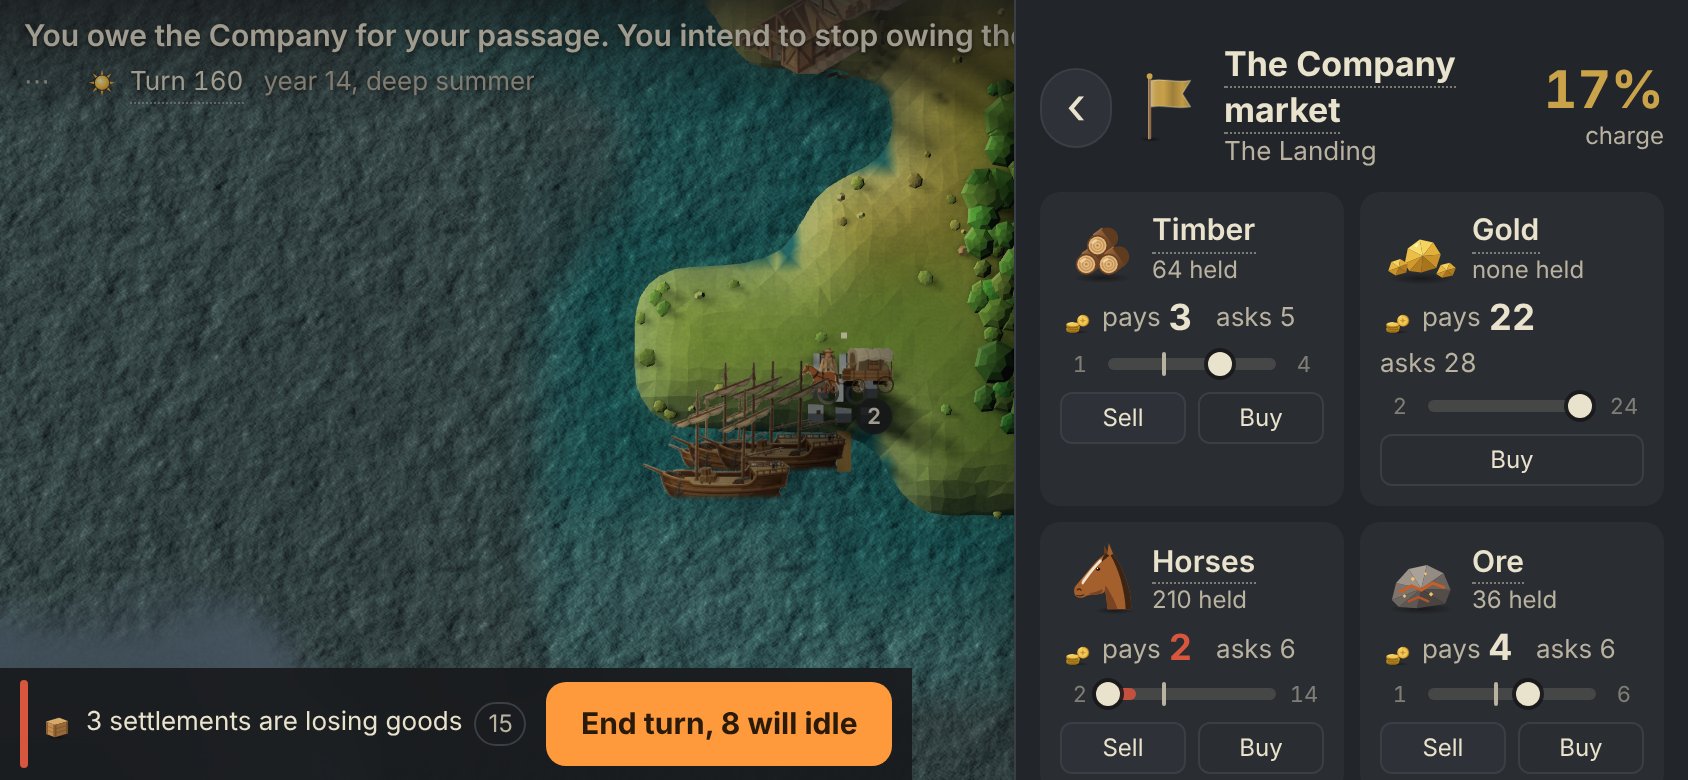 You owe the Company for your passage. You intend to stop owing the
... Turn 160 year 14, deep summer
2
3 settlements are losing goods 15
End turn, 8 will idle
The Company market
The Landing
17%
charge
Timber
64 held
pays 3 asks 5
1 4
Sell Buy
Gold
none held
pays 22
asks 28
2 24
Buy
Horses
210 held
pays 2 asks 6
2 14
Sell Buy
Ore
36 held
pays 4 asks 6
1 6
Sell Buy